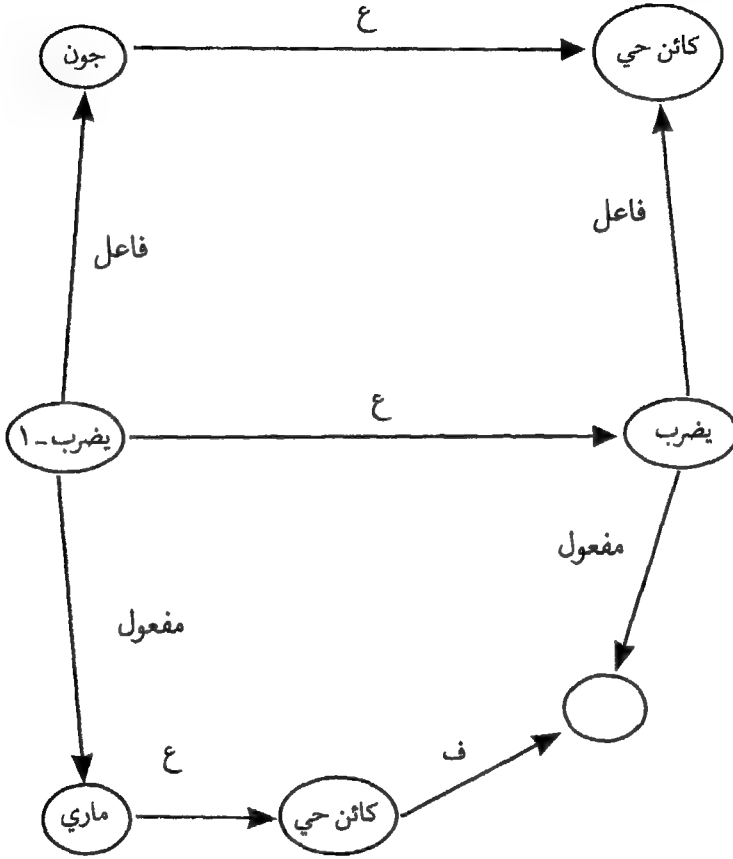 ع
كائن حي
جون
فاعل
فاعل
ع
يضرب
يضرب - ١
مفعول
مفعول
ف
ع
كائن حي
ماري